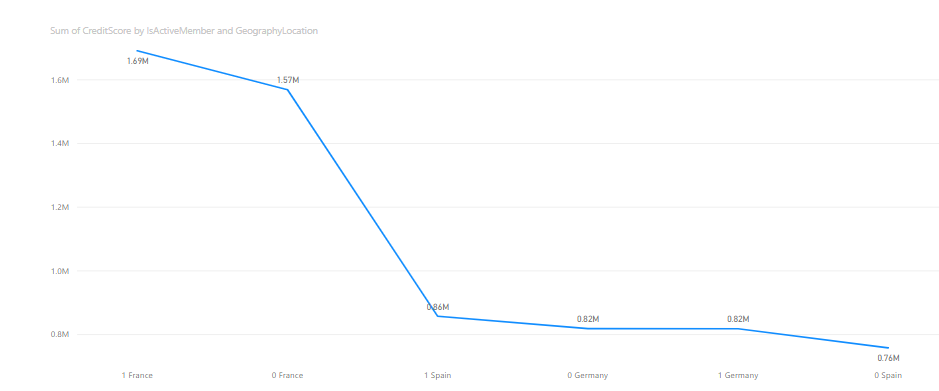 Sum of CreditScore by IsActiveMember and GeographyLocation
1.69M
1.6M
1.57M
1.4M
1.2M
1.0M
0.86M
0.82M
0.82M
0.8M
0.76M
1 France
0 France
1 Spain
0 Germany
1 Germany
0 Spain